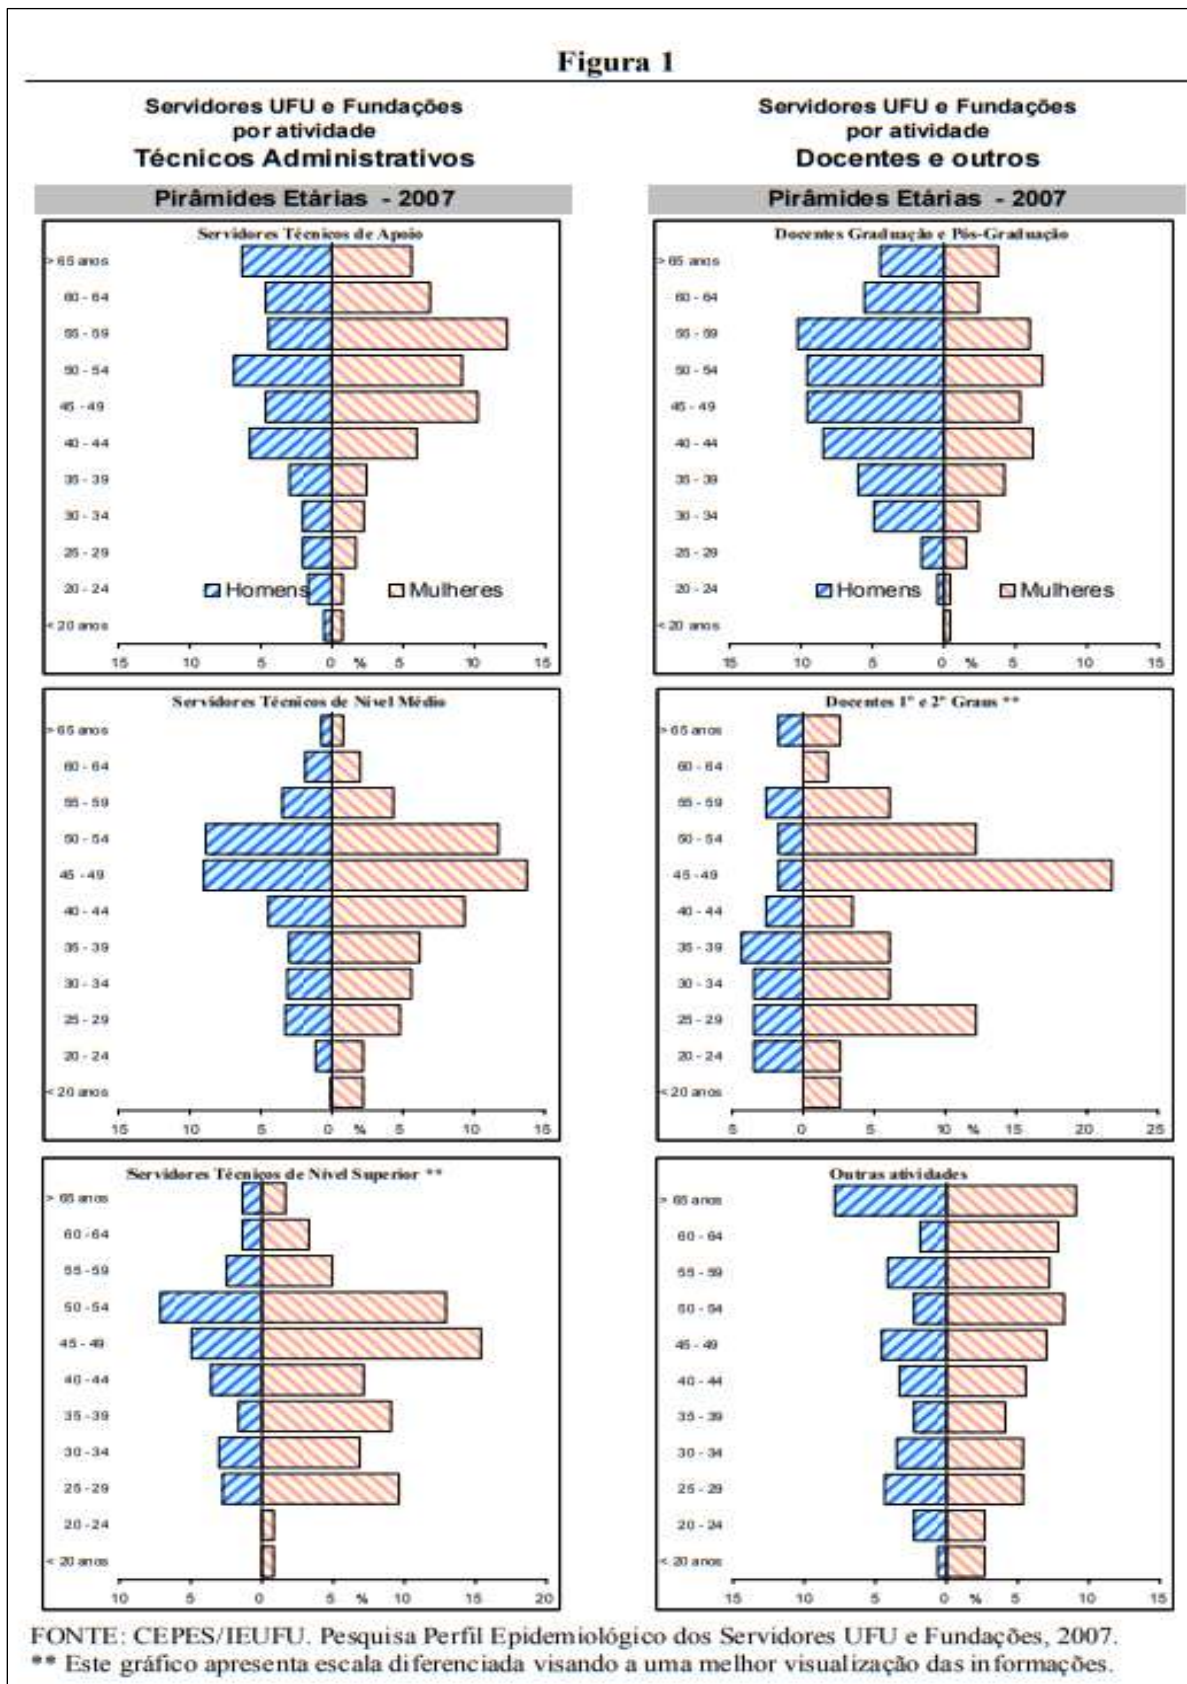 Figura 1
Servidores UFU e Fundações
por atividade
Técnicos Administrativos
Pirâmides Etárias - 2007
Servidores Técnicos de Apoio
> 65 anos
60 - 64
55 - 59
50 - 54
45 - 49
40 - 44
35 - 39
30 - 34
25 - 29
20 - 24
Homens
Mulheres
< 20 anos
15 10 5 0 % 5 10 15
Servidores Técnicos de Nível Médio
> 65 anos
60 - 64
55 - 59
50 - 54
45 - 49
40 - 44
35 - 39
30 - 34
25 - 29
20 - 24
< 20 anos
15 10 5 0 % 5 10 15
Servidores Técnicos de Nível Superior **
> 65 anos
60 - 64
55 - 59
50 - 54
45 - 49
40 - 44
35 - 39
30 - 34
25 - 29
20 - 24
< 20 anos
10 5 0 % 5 10 15 20
Servidores UFU e Fundações
por atividade
Docentes e outros
Pirâmides Etárias - 2007
Docentes Graduação e Pós-Graduação
> 65 anos
60 - 64
55 - 59
50 - 54
45 - 49
40 - 44
35 - 39
30 - 34
25 - 29
20 - 24
Homens
Mulheres
< 20 anos
15 10 5 0 % 5 10 15
Docentes 1º e 2º Graus **
> 65 anos
60 - 64
55 - 59
50 - 54
45 - 49
40 - 44
35 - 39
30 - 34
25 - 29
20 - 24
< 20 anos
5 0 5 10 % 15 20 25
Outras atividades
> 65 anos
60 - 64
55 - 59
50 - 54
45 - 49
40 - 44
35 - 39
30 - 34
25 - 29
20 - 24
< 20 anos
15 10 5 0 % 5 10 15
FONTE: CEPES/IEUFU. Pesquisa Perfil Epidemiológico dos Servidores UFU e Fundações, 2007.
** Este gráfico apresenta escala diferenciada visando a uma melhor visualização das informações.